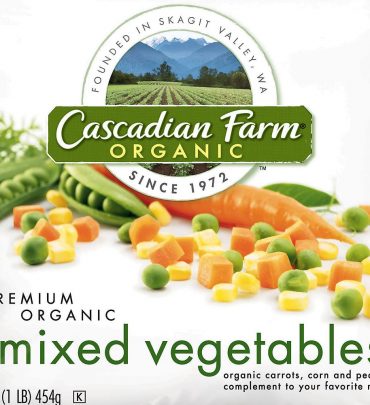 FOUNDED IN SKAGIT VALLEY, WA
Cascadian Farm®
ORGANIC
SINCE 1972
™
REMIUM
ORGANIC
mixed vegetables
organic carrots, corn and pea
complement to your favorite
(1 LB) 454g K